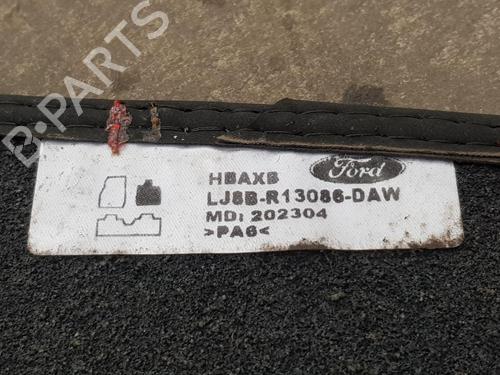 B-PARTS
HBAXB
Ford
LJ8B-R13086-DAW
MD: 202304
>PA6<